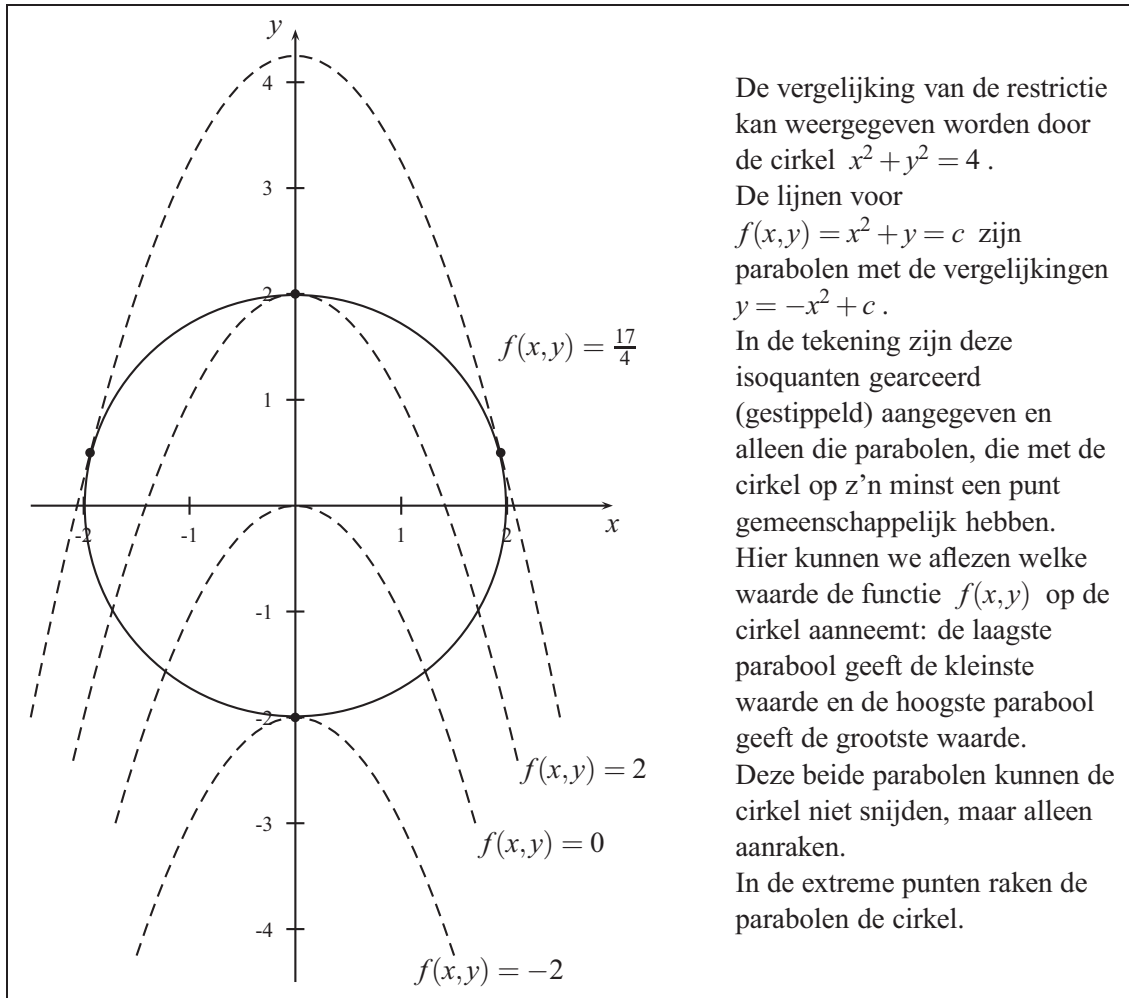 y
4
3
2
1
-2
-1
1
2
x
-1
-2
-3
-4
f(x,y) = 17/4
f(x,y) = 2
f(x,y) = 0
f(x,y) = −2
De vergelijking van de restrictie
kan weergegeven worden door
de cirkel x² + y² = 4 .
De lijnen voor
f(x,y) = x² + y = c zijn
parabolen met de vergelijkingen
y = −x² + c .
In de tekening zijn deze
isoquanten gearceerd
(gestippeld) aangegeven en
alleen die parabolen, die met de
cirkel op z’n minst een punt
gemeenschappelijk hebben.
Hier kunnen we aflezen welke
waarde de functie f(x,y) op de
cirkel aanneemt: de laagste
parabool geeft de kleinste
waarde en de hoogste parabool
geeft de grootste waarde.
Deze beide parabolen kunnen de
cirkel niet snijden, maar alleen
aanraken.
In de extreme punten raken de
parabolen de cirkel.